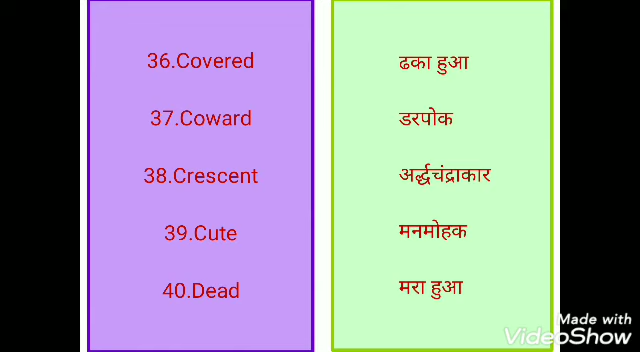 36.Covered
ढका हुआ
37.Coward
डरपोक
38.Crescent
अर्द्धचंद्राकार
39.Cute
मनमोहक
40.Dead
मरा हुआ
Made with
VideoShow